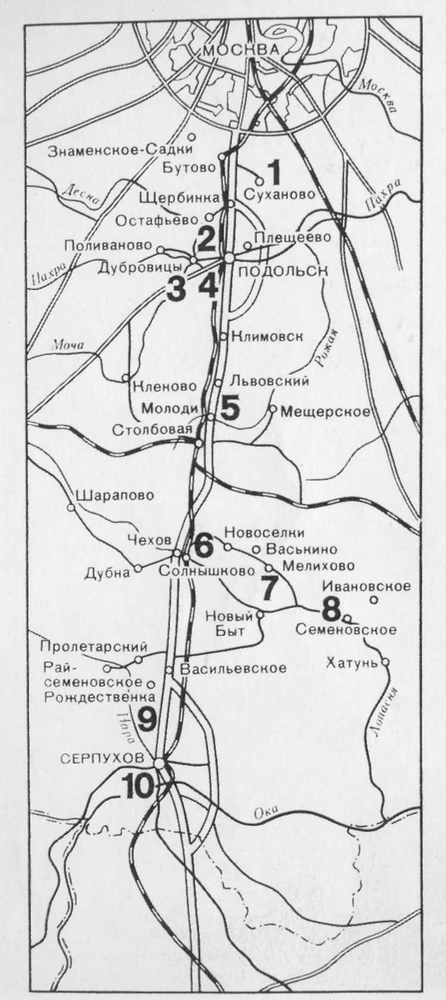 МОСКВА
Москва
Знаменское-Садки
Бутово
1
Суханово
Десна
Щербинка
Пахра
Остафьево
2
Плещеево
Поливаново
Дубровицы
Пахра
ПОДОЛЬСК
3
4
Климовск
Моча
Рожая
Львовский
Кленово
Молоди
5
Мещерское
Столбовая
Шарапово
Новоселки
Чехов
6
Васькино
Солнышково
Мелихово
Дубна
7
Ивановское
8
Новый
Быт
Семеновское
Пролетарский
Хатунь
Рай-
семеновское
Васильевское
Рождественка
Лопасня
9
Нара
СЕРПУХОВ
10
Ока